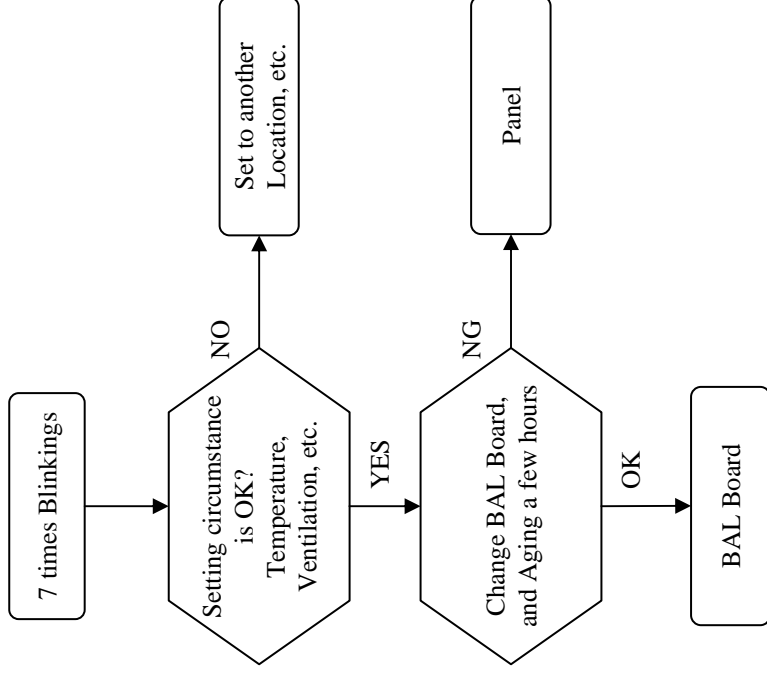 7 times Blinkings
Setting circumstance
is OK?
Temperature,
Ventilation, etc.
NO
Set to another
Location, etc.
YES
Change BAL Board,
and Aging a few hours
NG
Panel
OK
BAL Board